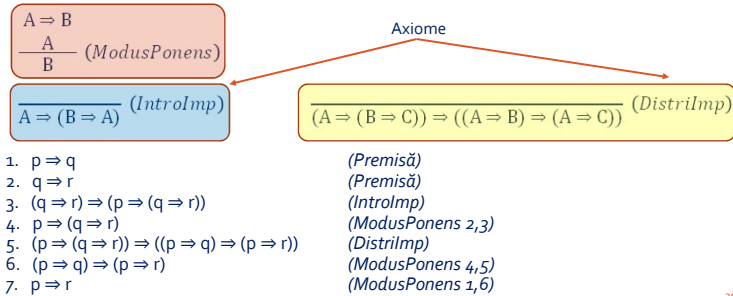 A ⇒ B
A
B
(ModusPonens)
Axiome
A ⇒ (B ⇒ A) (IntroImp)
(A ⇒ (B ⇒ C)) ⇒ ((A ⇒ B) ⇒ (A ⇒ C)) (DistriImp)
1. p ⇒ q (Premisă)
2. q ⇒ r (Premisă)
3. (q ⇒ r) ⇒ (p ⇒ (q ⇒ r)) (IntroImp)
4. p ⇒ (q ⇒ r) (ModusPonens 2,3)
5. (p ⇒ (q ⇒ r)) ⇒ ((p ⇒ q) ⇒ (p ⇒ r)) (DistriImp)
6. (p ⇒ q) ⇒ (p ⇒ r) (ModusPonens 4,5)
7. p ⇒ r (ModusPonens 1,6)